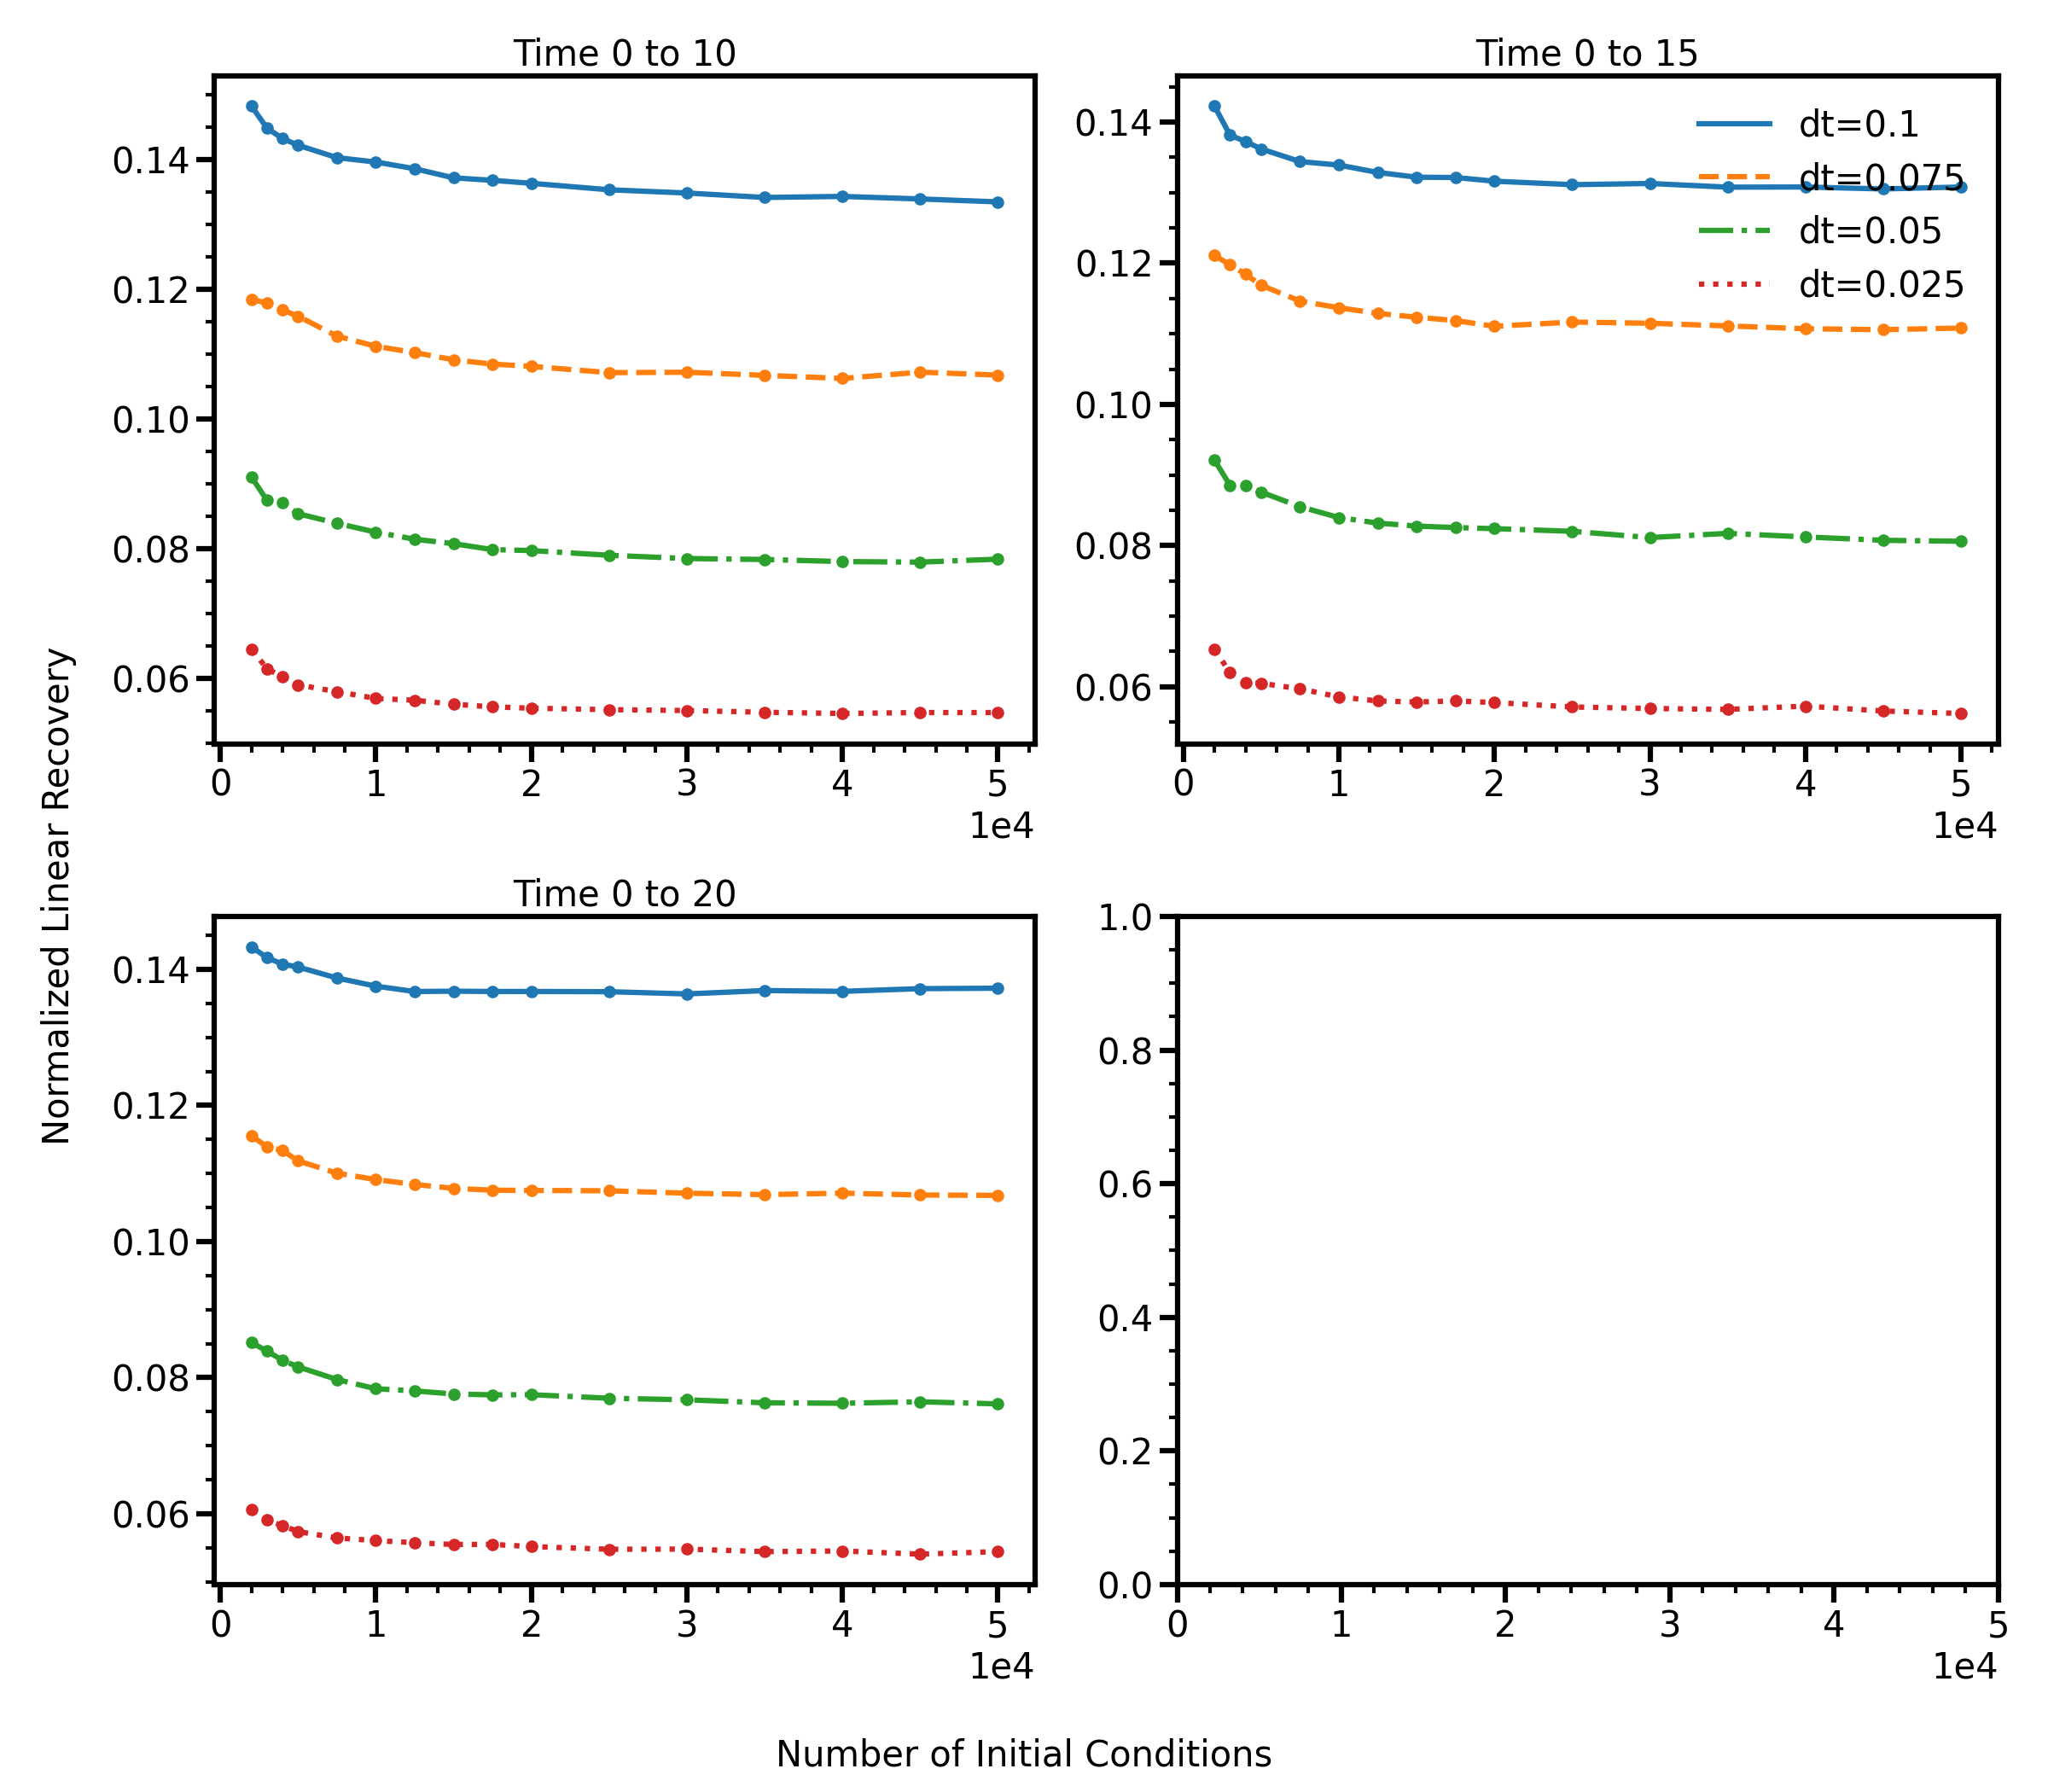 Time 0 to 10
0.14
0.12
0.10
0.08
0.06
0 1 2 3 4 5
1e4
Time 0 to 15
0.14
0.12
0.10
0.08
0.06
dt=0.1
dt=0.075
dt=0.05
dt=0.025
0 1 2 3 4 5
1e4
Normalized Linear Recovery
Time 0 to 20
0.14
0.12
0.10
0.08
0.06
0 1 2 3 4 5
1e4
1.0
0.8
0.6
0.4
0.2
0.0
0 1 2 3 4 5
1e4
Number of Initial Conditions